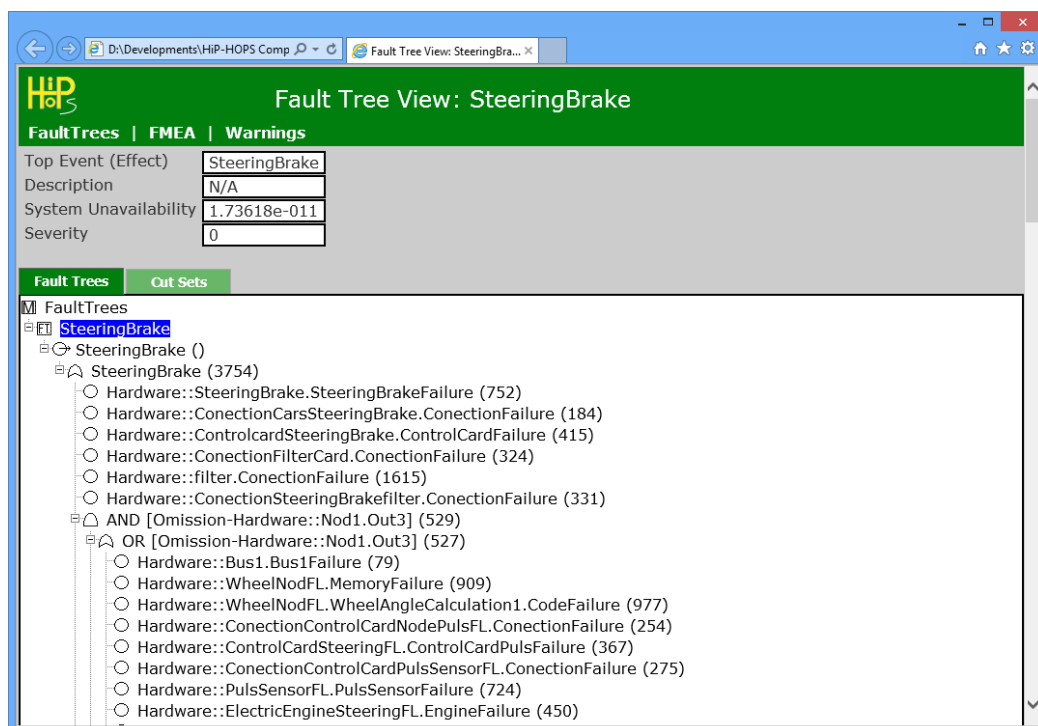 D:\Developments\HiP-HOPS Comp
Fault Tree View: SteeringBra...
HiP
HoPS
Fault Tree View: SteeringBrake
FaultTrees | FMEA | Warnings
Top Event (Effect) SteeringBrake
Description N/A
System Unavailability 1.73618e-011
Severity 0
Fault Trees Cut Sets
M FaultTrees
FT SteeringBrake
SteeringBrake ()
SteeringBrake (3754)
Hardware::SteeringBrake.SteeringBrakeFailure (752)
Hardware::ConectionCarsSteeringBrake.ConectionFailure (184)
Hardware::ControlcardSteeringBrake.ControlCardFailure (415)
Hardware::ConectionFilterCard.ConectionFailure (324)
Hardware::filter.ConectionFailure (1615)
Hardware::ConectionSteeringBrakefilter.ConectionFailure (331)
AND [Omission-Hardware::Nod1.Out3] (529)
OR [Omission-Hardware::Nod1.Out3] (527)
Hardware::Bus1.Bus1Failure (79)
Hardware::WheelNodFL.MemoryFailure (909)
Hardware::WheelNodFL.WheelAngleCalculation1.CodeFailure (977)
Hardware::ConectionControlCardNodePulsFL.ConectionFailure (254)
Hardware::ControlCardSteeringFL.ControlCardPulsFailure (367)
Hardware::ConectionControlCardPulsSensorFL.ConectionFailure (275)
Hardware::PulsSensorFL.PulsSensorFailure (724)
Hardware::ElectricEngineSteeringFL.EngineFailure (450)